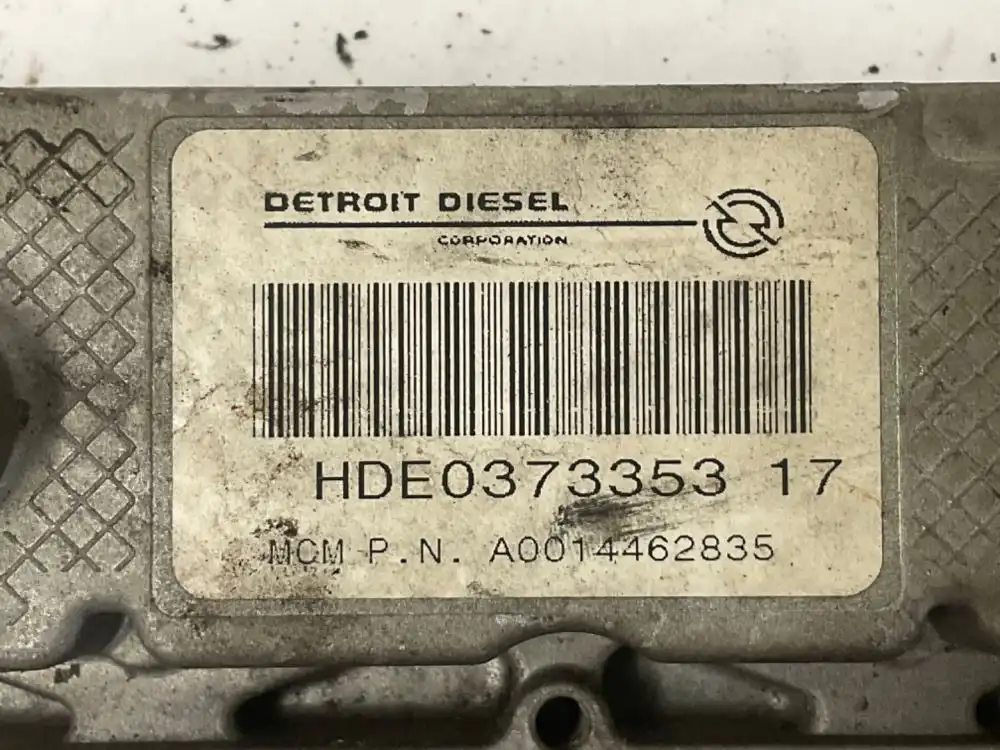 DETROIT DIESEL
CORPORATION
HDE0373353 17
MCM P.N. A0014462835